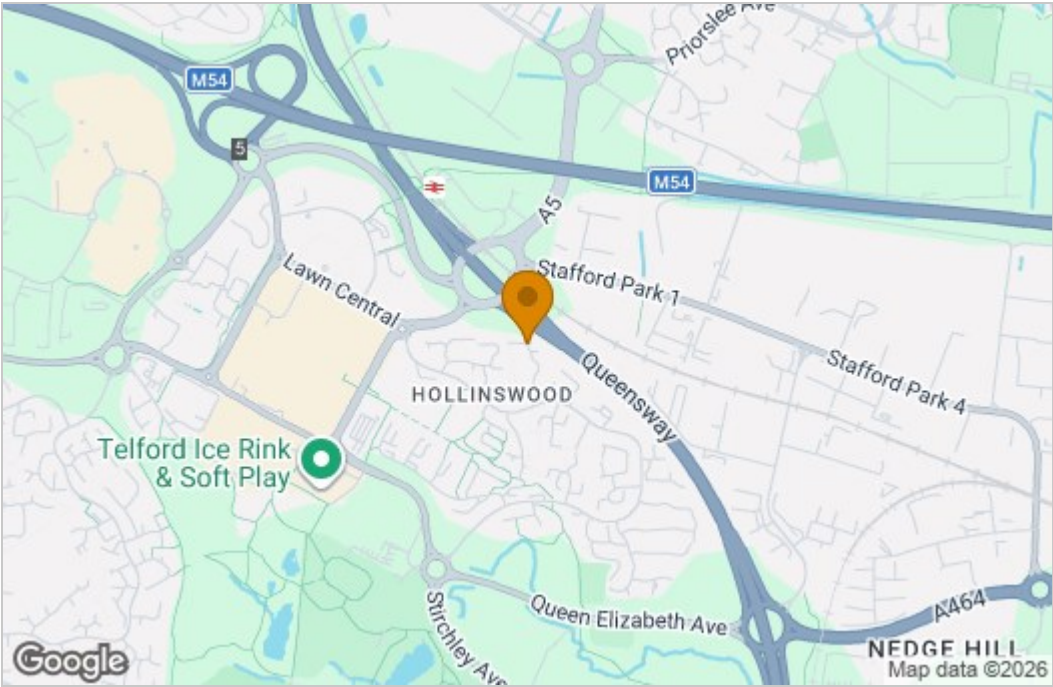 Priorslee Ave
M54
5
M54
A5
Stafford Park 1
Lawn Central
Queensway
Stafford Park 4
HOLLINSWOOD
Telford Ice Rink
& Soft Play
Stirchley Ave
Queen Elizabeth Ave
A464
NEDGE HILL
Google
Map data ©2026